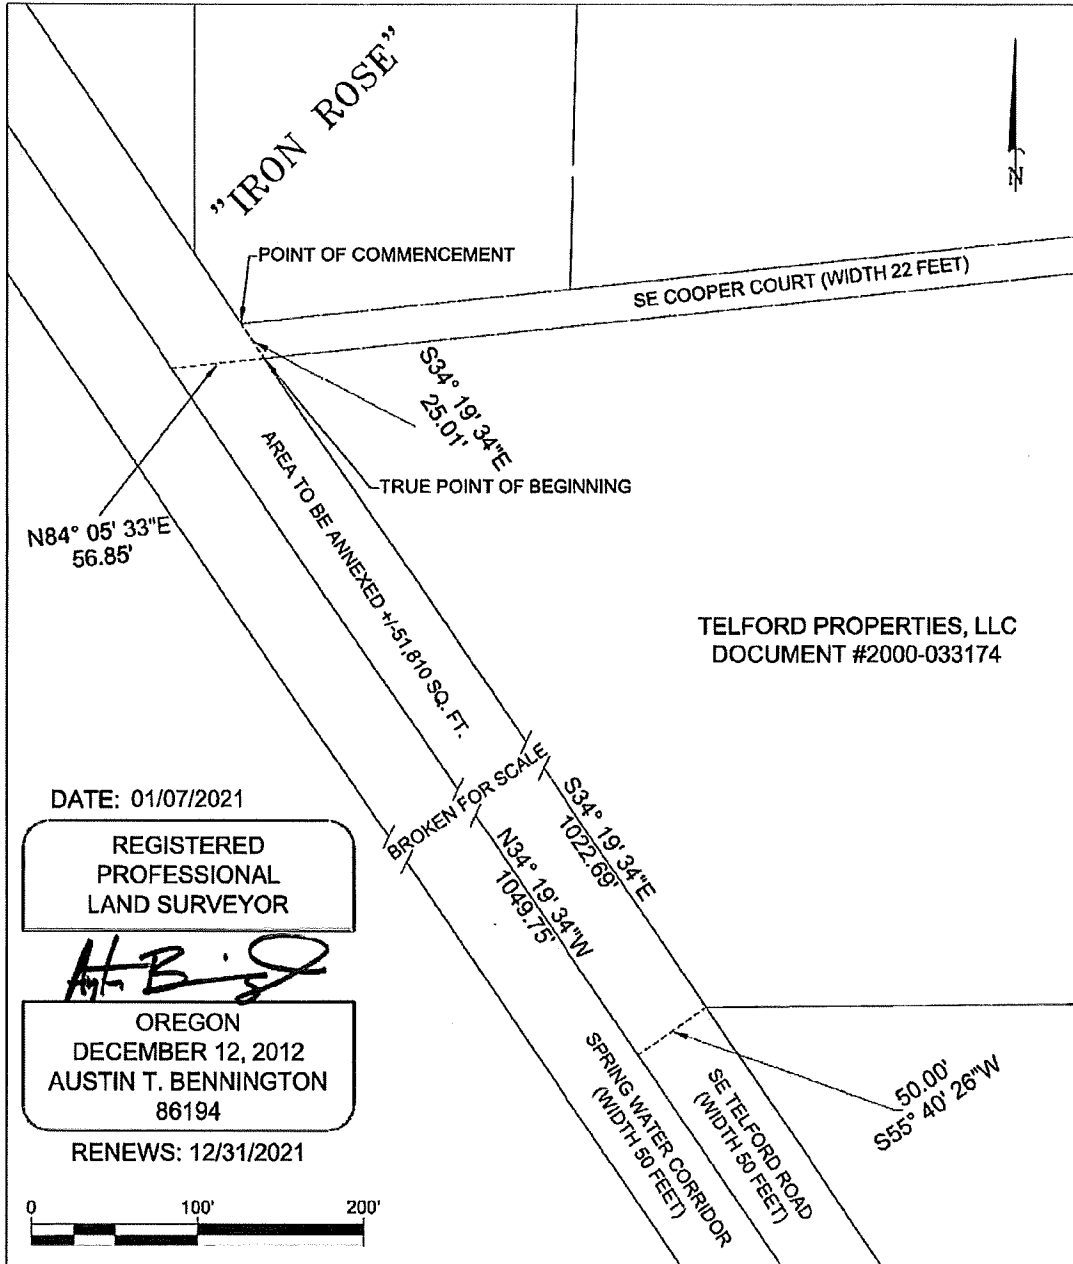 "IRON ROSE"
N
POINT OF COMMENCEMENT
SE COOPER COURT (WIDTH 22 FEET)
S34° 19' 34"E
25.01'
TRUE POINT OF BEGINNING
N84° 05' 33"E
56.85'
AREA TO BE ANNEXED +/-51,810 SQ. FT.
TELFORD PROPERTIES, LLC
DOCUMENT #2000-033174
BROKEN FOR SCALE
S34° 19' 34"E
1022.69'
N34° 19' 34"W
1049.75'
DATE: 01/07/2021
REGISTERED
PROFESSIONAL
LAND SURVEYOR
OREGON
DECEMBER 12, 2012
AUSTIN T. BENNINGTON
86194
RENEWS: 12/31/2021
SPRING WATER CORRIDOR
(WIDTH 50 FEET)
SE TELFORD ROAD
(WIDTH 50 FEET)
50.00'
S55° 40' 26"W
0 100' 200'